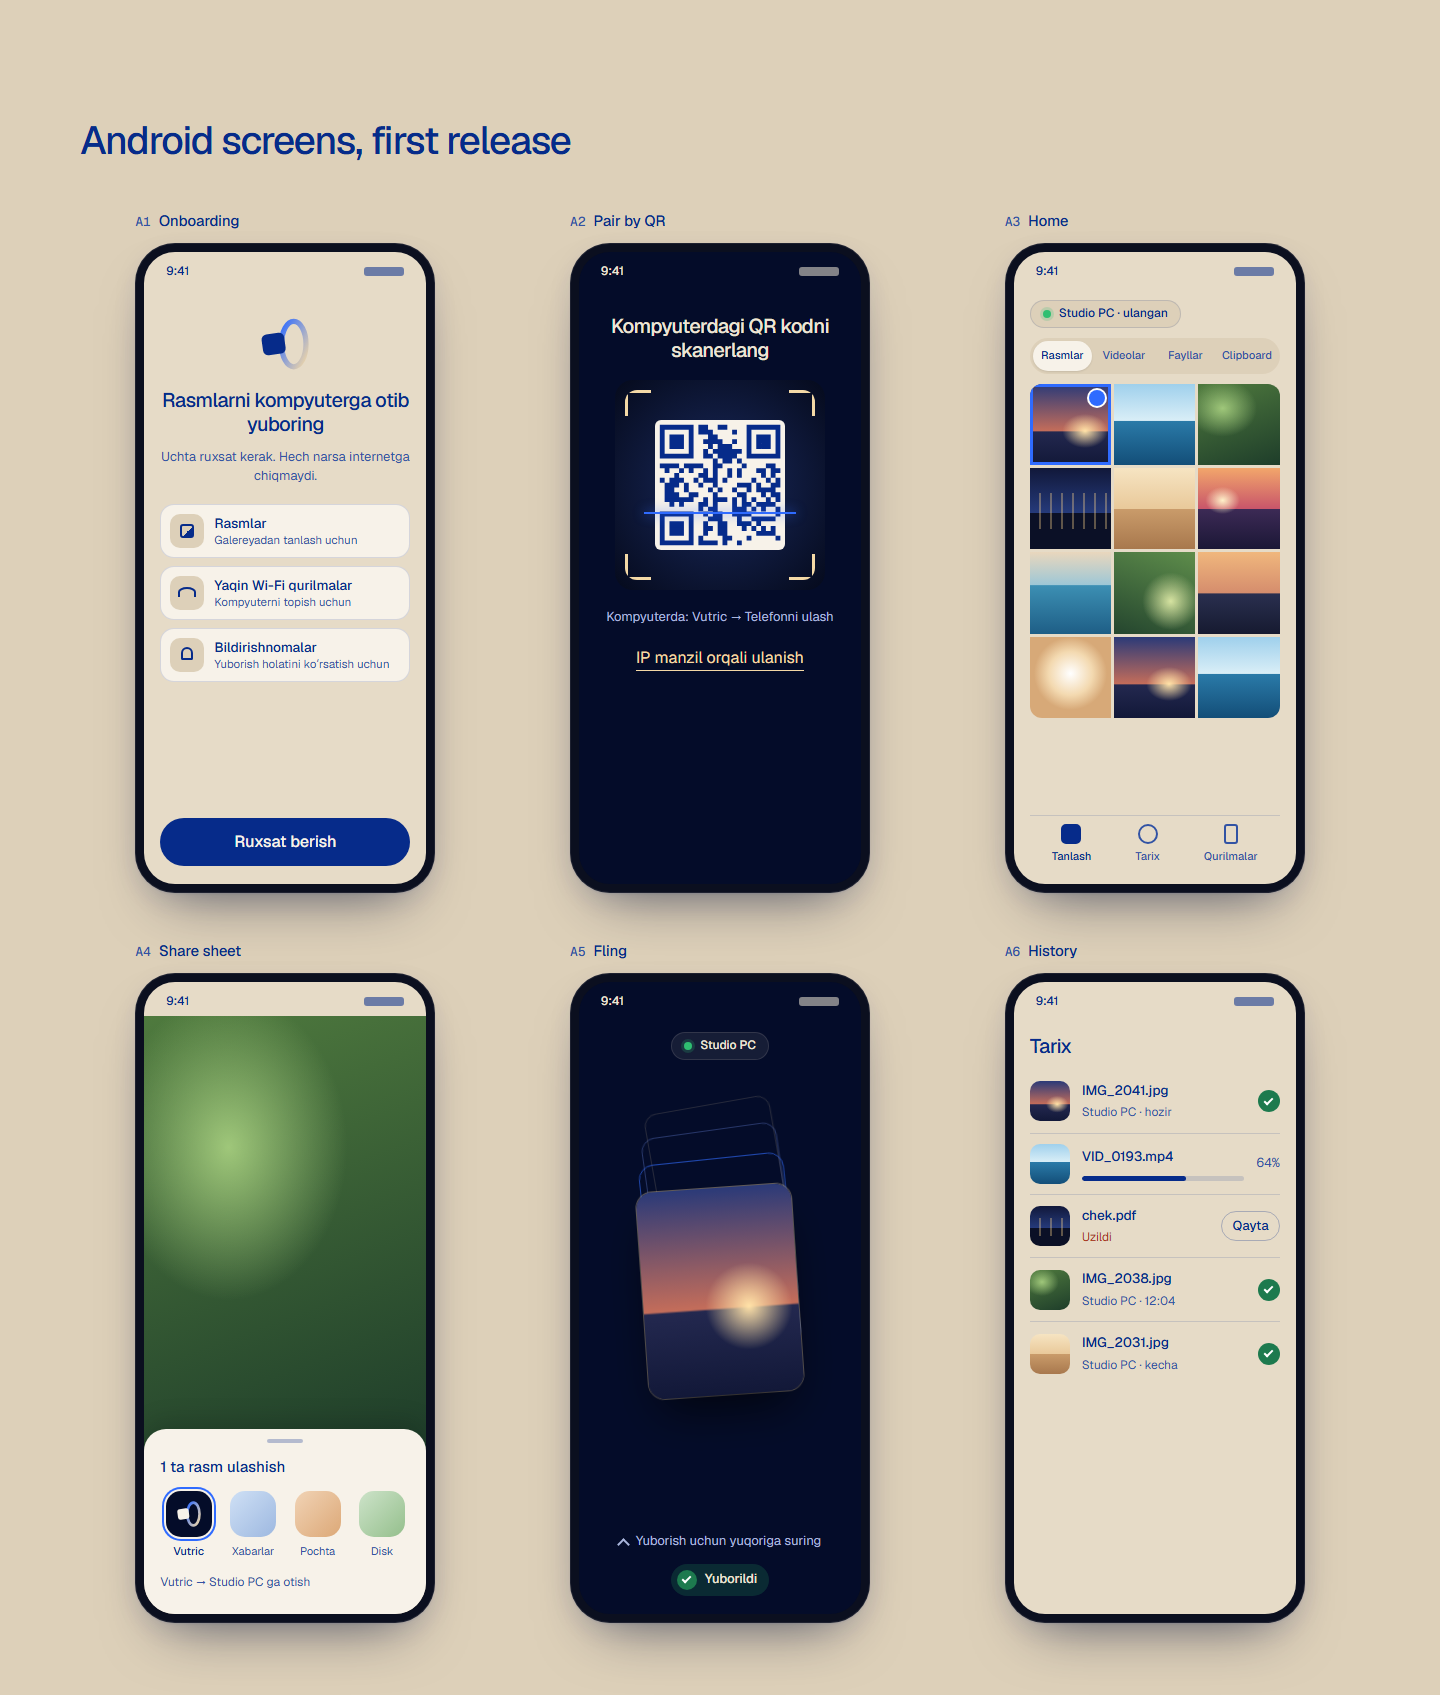 Android screens, first release
A1 Onboarding
9:41
Rasmlarni kompyuterga otib
yuboring
Uchta ruxsat kerak. Hech narsa internetga
chiqmaydi.
Rasmlar
Galereyadan tanlash uchun
Yaqin Wi-Fi qurilmalar
Kompyuterni topish uchun
Bildirishnomalar
Yuborish holatini koʻrsatish uchun
Ruxsat berish
A2 Pair by QR
9:41
Kompyuterdagi QR kodni
skanerlang
Kompyuterda: Vutric → Telefonni ulash
IP manzil orqali ulanish
A3 Home
9:41
Studio PC · ulangan
Rasmlar Videolar Fayllar Clipboard
Tanlash Tarix Qurilmalar
A4 Share sheet
9:41
1 ta rasm ulashish
Vutric Xabarlar Pochta Disk
Vutric → Studio PC ga otish
A5 Fling
9:41
Studio PC
Yuborish uchun yuqoriga suring
Yuborildi
A6 History
9:41
Tarix
IMG_2041.jpg
Studio PC · hozir
VID_0193.mp4
64%
chek.pdf
Uzildi
Qayta
IMG_2038.jpg
Studio PC · 12:04
IMG_2031.jpg
Studio PC · kecha